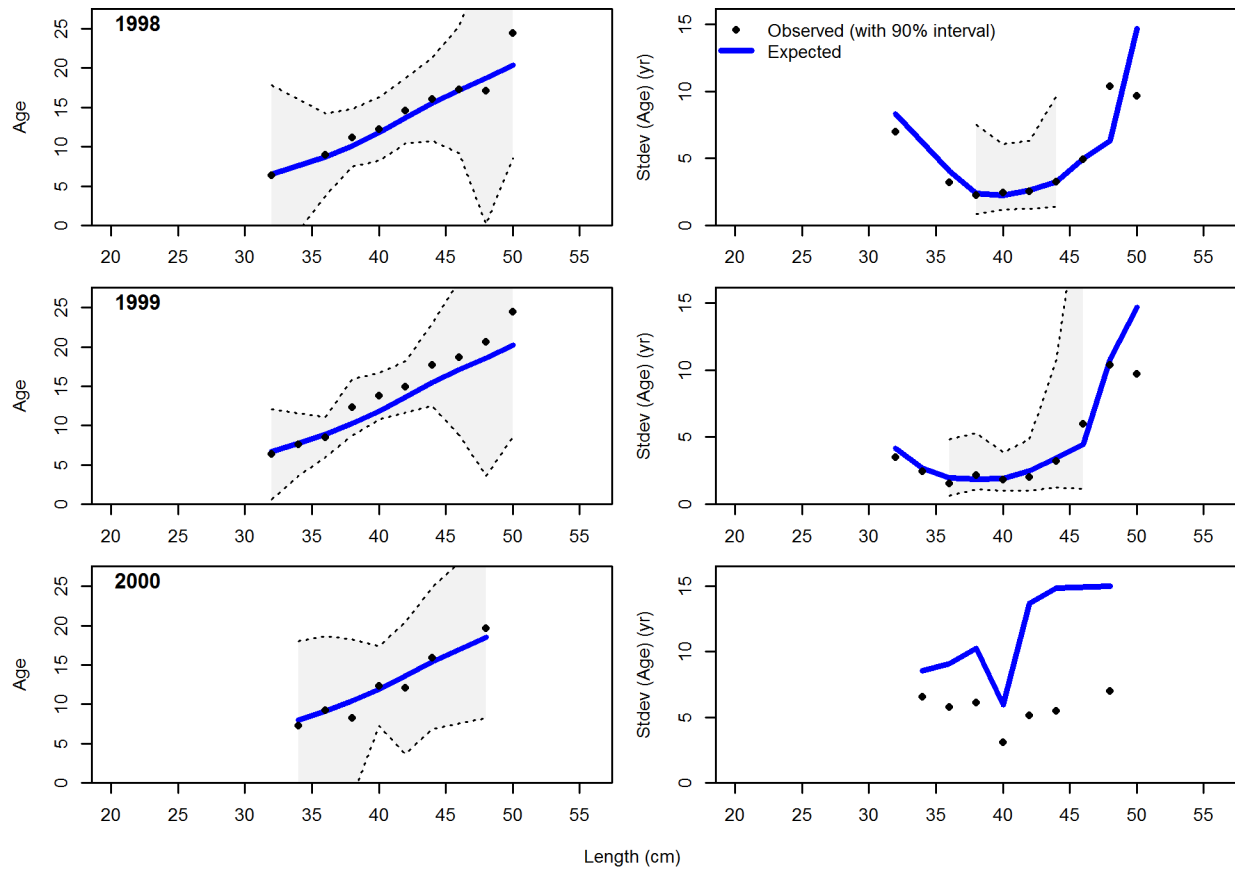 1998
Age
0 5 10 15 20 25
20 25 30 35 40 45 50 55
Observed (with 90% interval)
Expected
Stdev (Age) (yr)
0 5 10 15
20 25 30 35 40 45 50 55
1999
Age
0 5 10 15 20 25
20 25 30 35 40 45 50 55
Stdev (Age) (yr)
0 5 10 15
20 25 30 35 40 45 50 55
2000
Age
0 5 10 15 20 25
20 25 30 35 40 45 50 55
Stdev (Age) (yr)
0 5 10 15
20 25 30 35 40 45 50 55
Length (cm)